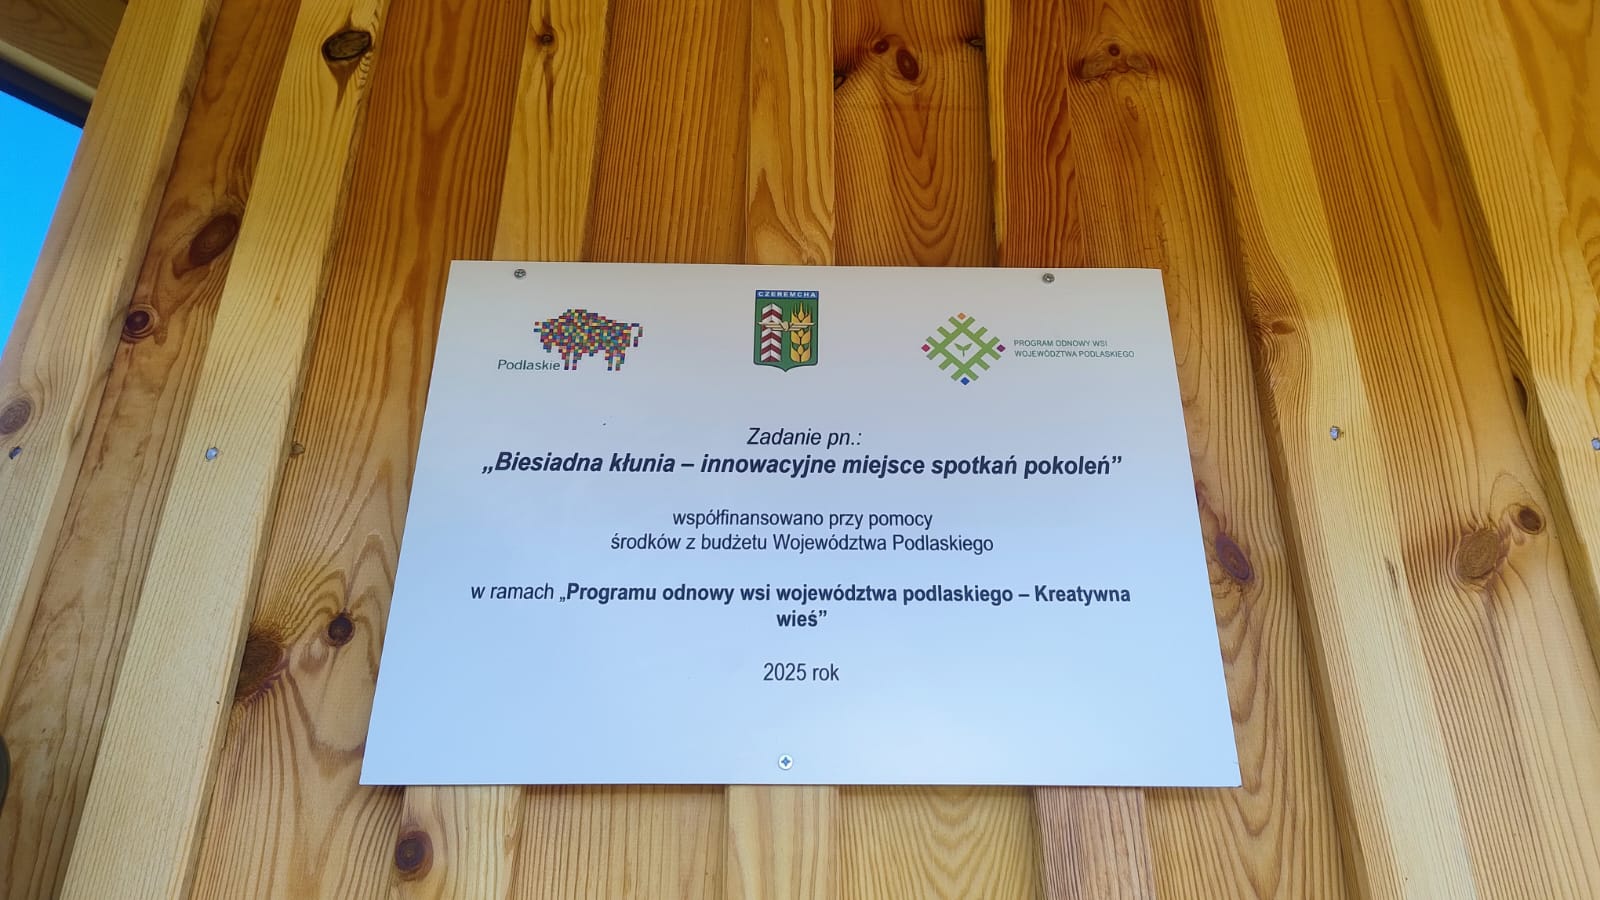 CZEREMCHA
Podlaskie
PROGRAM ODNOWY WSI
WOJEWÓDZTWA PODLASKIEGO
Zadanie pn.:
„Biesiadna kłunia – innowacyjne miejsce spotkań pokoleń”
współfinansowano przy pomocy
środków z budżetu Województwa Podlaskiego
w ramach „Programu odnowy wsi województwa podlaskiego – Kreatywna
wieś”
2025 rok